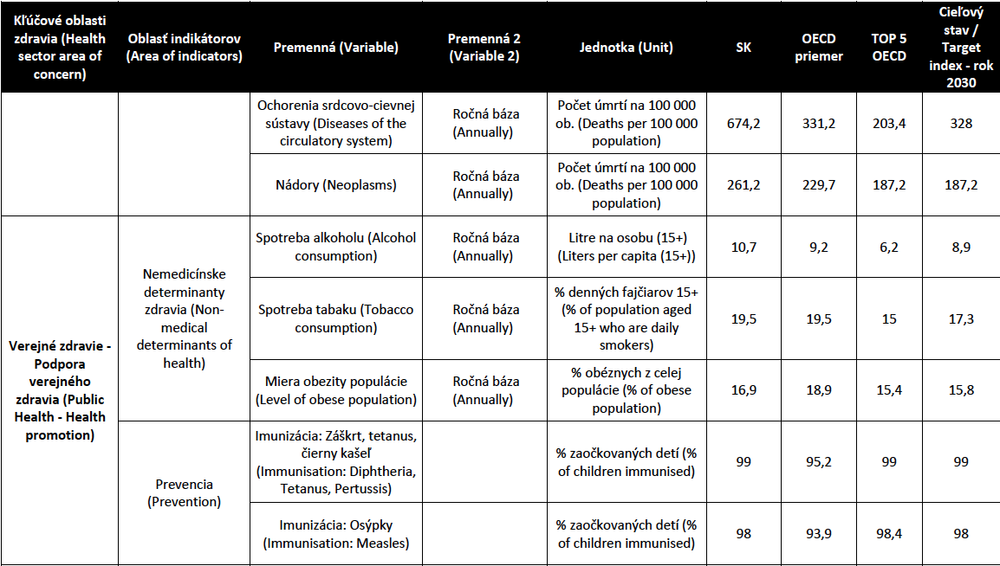 Kľúčové oblasti
zdravia (Health
sector area of
concern)
Oblasť indikátorov
(Area of indicators)
Premenná (Variable)
Premenná 2
(Variable 2)
Jednotka (Unit)
SK
OECD
priemer
TOP 5
OECD
Cieľový
stav /
Target
index - rok
2030
Ochorenia srdcovo-cievnej
sústavy (Diseases of the
circulatory system)
Ročná báza
(Annually)
Počet úmrtí na 100 000
ob. (Deaths per 100 000
population)
674,2
331,2
203,4
328
Nádory (Neoplasms)
Ročná báza
(Annually)
Počet úmrtí na 100 000
ob. (Deaths per 100 000
population)
261,2
229,7
187,2
187,2
Verejné zdravie -
Podpora
verejného
zdravia (Public
Health - Health
promotion)
Nemedicínske
determinanty
zdravia (Non-
medical
determinants of
health)
Spotreba alkoholu (Alcohol
consumption)
Ročná báza
(Annually)
Litre na osobu (15+)
(Liters per capita (15+))
10,7
9,2
6,2
8,9
Spotreba tabaku (Tobacco
consumption)
Ročná báza
(Annually)
% denných fajčiarov 15+
(% of population aged
15+ who are daily
smokers)
19,5
19,5
15
17,3
Miera obezity populácie
(Level of obese population)
Ročná báza
(Annually)
% obéznych z celej
populácie (% of obese
population)
16,9
18,9
15,4
15,8
Prevencia
(Prevention)
Imunizácia: Záškrt, tetanus,
čierny kašeľ
(Immunisation: Diphtheria,
Tetanus, Pertussis)
% zaočkovaných detí (%
of children immunised)
99
95,2
99
99
Imunizácia: Osýpky
(Immunisation: Measles)
% zaočkovaných detí (%
of children immunised)
98
93,9
98,4
98